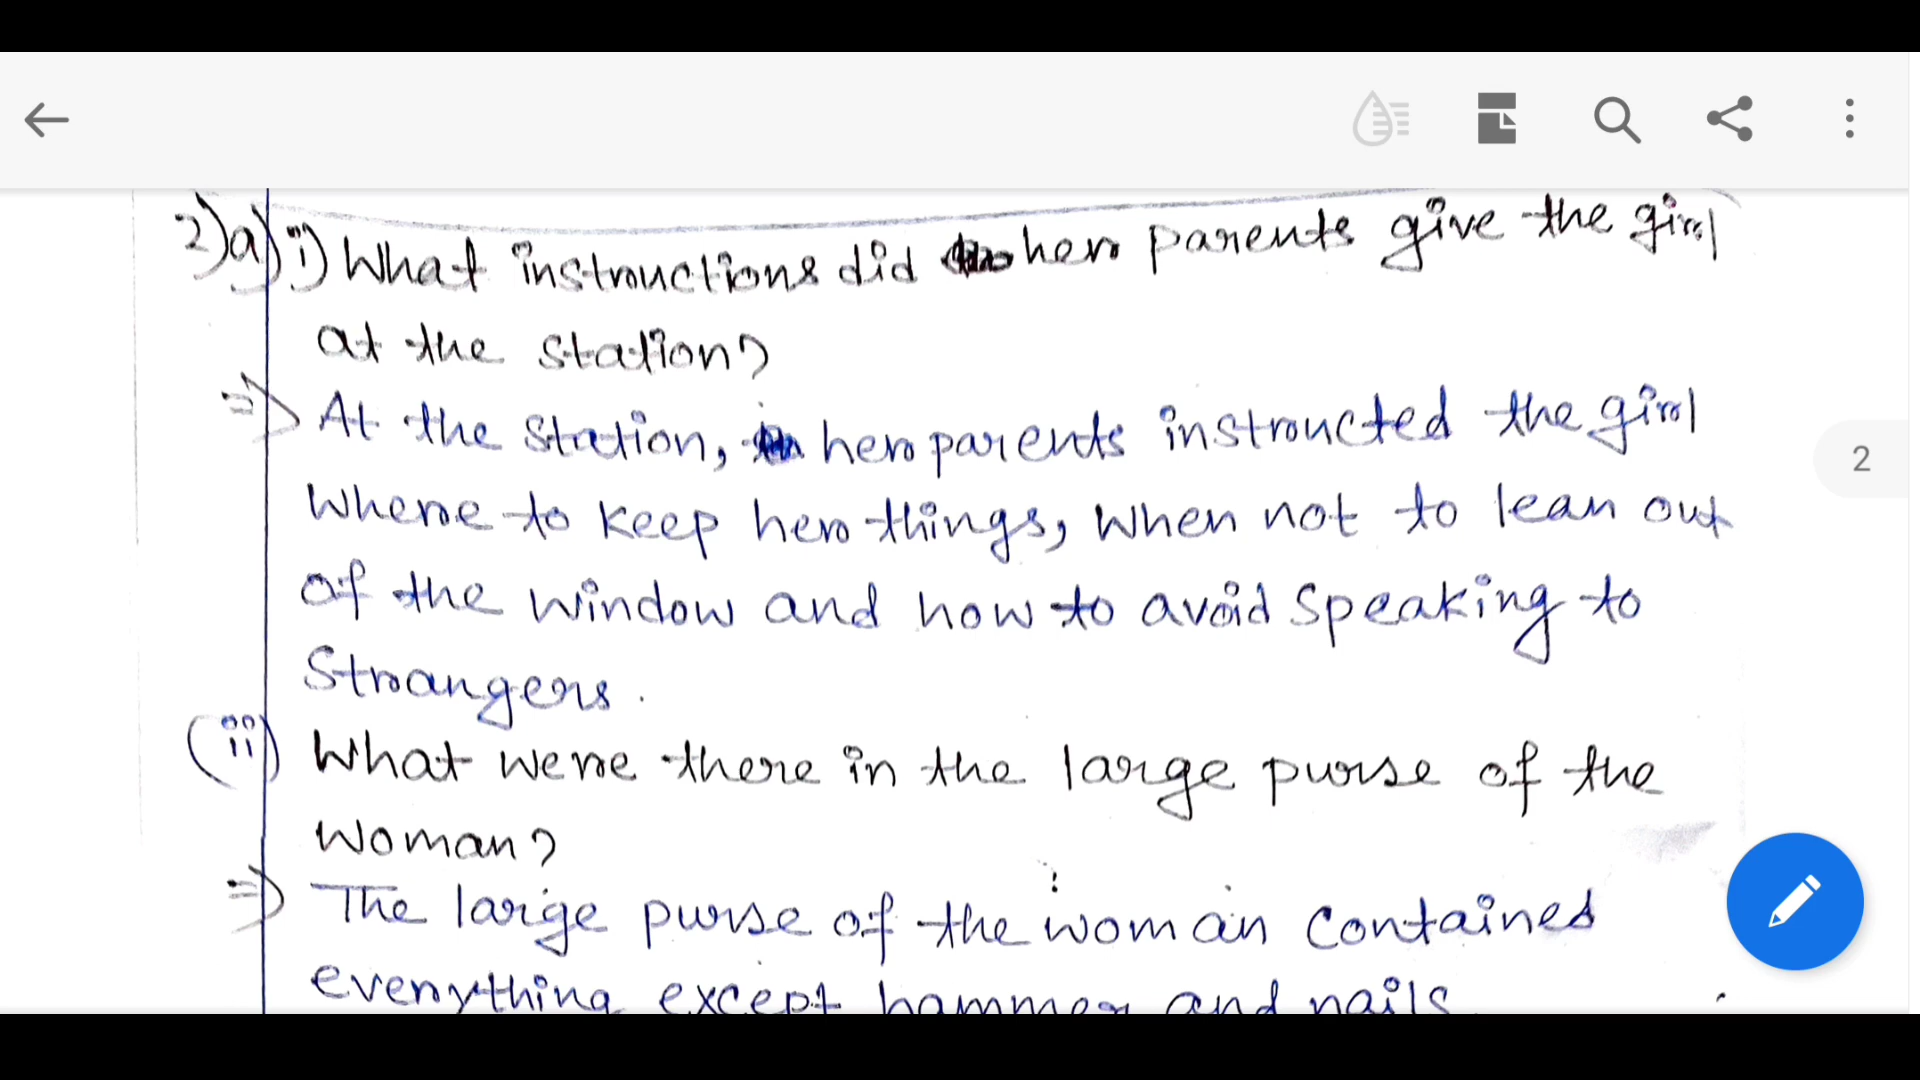 2)a)i) What instructions did her parents give the girl
at the station?
⇒ At the station, her parents instructed the girl
where to keep her things, when not to lean out
of the window and how to avoid speaking to
strangers.
(ii) What were there in the large purse of the
woman?
⇒ The large purse of the woman contained
everything except hammer and nails
2